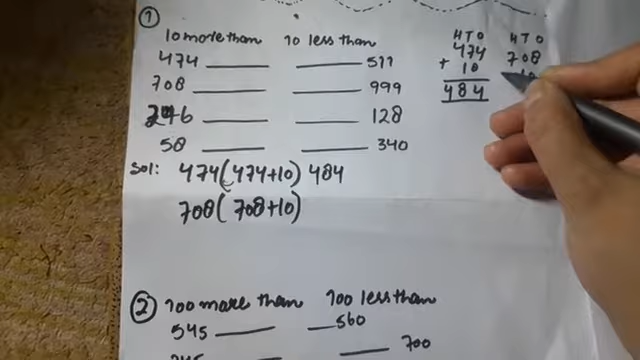 ①
10 more than   10 less than
474 ______   ______ 511
708 ______   ______ 999
246 ______   ______ 128
58 ______   ______ 340
Sol: 474(474+10) 484
708(708+10)
H T O
474
+ 10
484
H T O
708
10
② 100 more than   100 less than
545 ______   ___560
______ 700